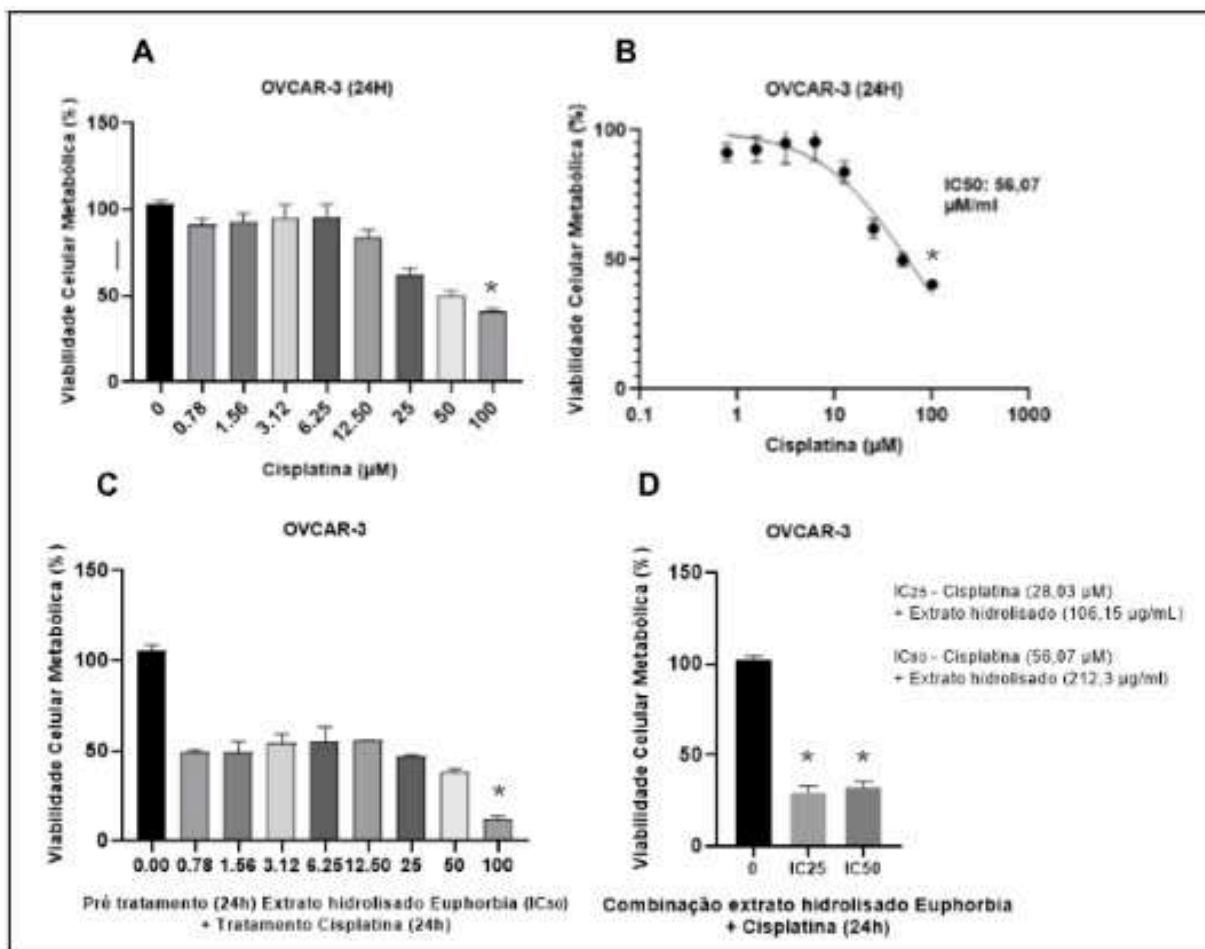 A
OVCAR-3 (24H)
Viabilidade Celular Metabólica (%)
150
100
50
0
0
0.78
1.56
3.12
6.25
12.50
25
50
100
*
Cisplatina (µM)
B
OVCAR-3 (24H)
Viabilidade Celular Metabólica (%)
100
50
0
0.1
1
10
100
1000
IC50: 56,07
µM/ml
*
Cisplatina (µM)
C
OVCAR-3
Viabilidade Celular Metabólica (%)
150
100
50
0
0.00
0.78
1.56
3.12
6.25
12.50
25
50
100
*
Pré tratamento (24h) Extrato hidrolisado Euphorbia (IC50)
+ Tratamento Cisplatina (24h)
D
OVCAR-3
Viabilidade Celular Metabólica (%)
150
100
50
0
0
IC25
IC50
*
*
IC25 - Cisplatina (28,03 µM)
+ Extrato hidrolisado (106,15 µg/mL)
IC50 - Cisplatina (56,07 µM)
+ Extrato hidrolisado (212,3 µg/ml)
Combinação extrato hidrolisado Euphorbia
+ Cisplatina (24h)